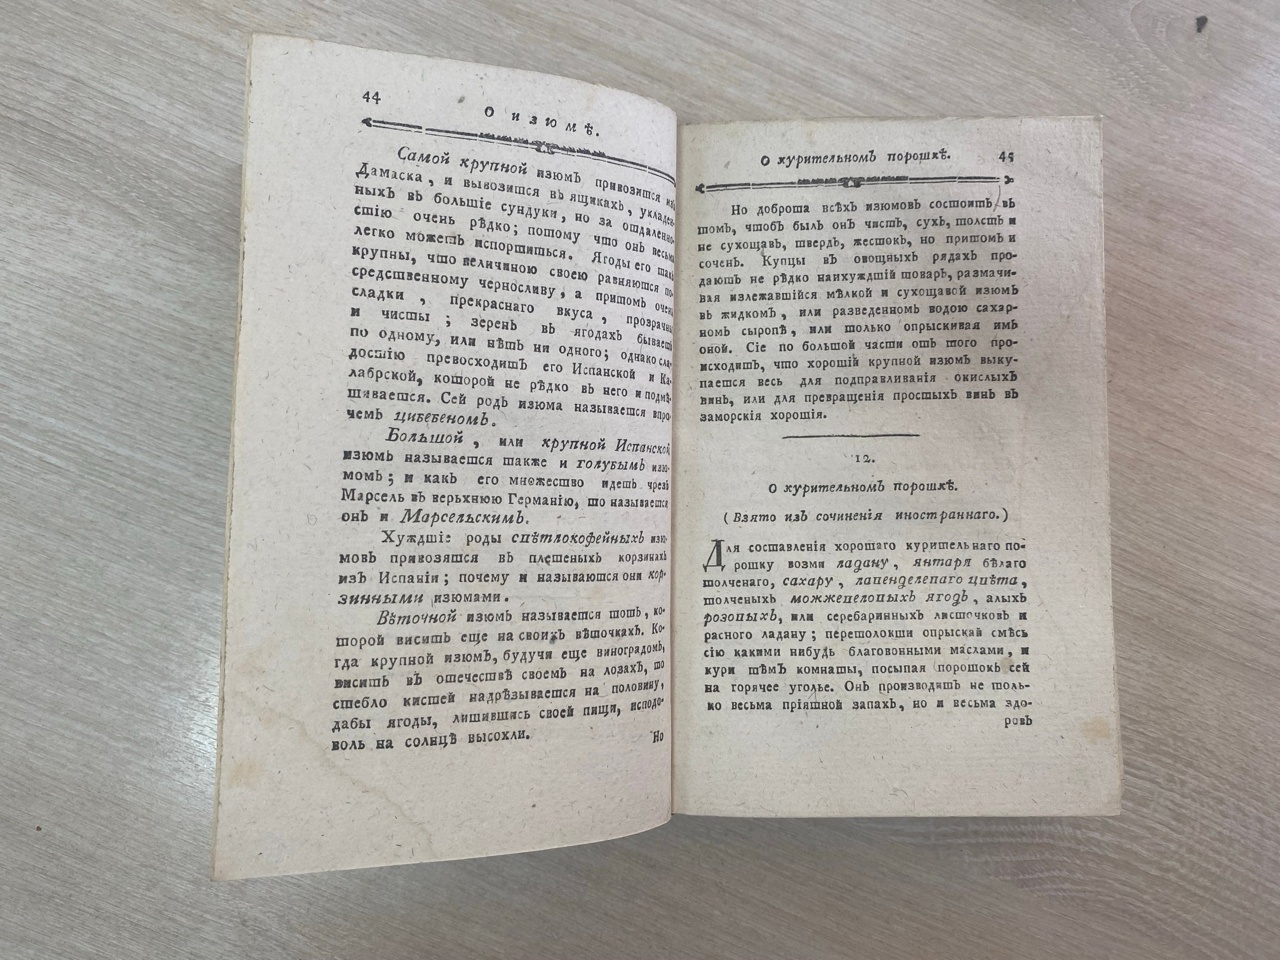 44
О изюмѣ.
Самой крупной изюмъ привозится изъ
Дамаска, и вывозится въ ящикахъ, укладен-
ныхъ въ большіе сундуки, но за отдаленно-
стію очень рѣдко; потому что онъ весьма
легко можетъ испортиться. Ягоды его такъ
крупны, что величиною своею равняются по-
средственному черносливу, а притомъ очень
сладки, прекраснаго вкуса, прозрачны
и чисты; зеренъ въ ягодахъ бываетъ
по одному, или нѣтъ ни одного; однако сла-
достію превосходитъ его Испанской и Ка-
лабрской, которой не рѣдко въ него и подмѣ-
шивается. Сей родъ изюма называется впро-
чемъ цибебеномъ.
Большой, или крупной Испанской
изюмъ называется также и голубымъ изю-
момъ; и какъ его множество идетъ чрезъ
Марсель въ верьхнюю Германію, то называется
онъ и Марсельскимъ.
Хуждшіе роды свѣтлокофейныхъ изю-
мовъ привозятся въ плетеныхъ корзинахъ
изъ Испаніи; почему и называются они кор-
зинными изюмами.
Вѣточной изюмъ называется тотъ, ко-
торой виситъ еще на своихъ вѣточкахъ. Ко-
гда крупной изюмъ, будучи еще виноградомъ,
виситъ въ отечествѣ своемъ на лозахъ, то
стебло кистей надрѣзывается на половину,
дабы ягоды, лишившись своей пищи, исподо-
воль на солнцѣ высохли.
Но
О курительномъ порошкѣ. 45
Но доброта всѣхъ изюмовъ состоитъ въ
томъ, чтобъ былъ онъ чистъ, сухъ, толстъ и
не сухощавъ, твердъ, жестокъ, но притомъ и
соченъ. Купцы въ овощныхъ рядахъ про-
даютъ не рѣдко наихуждшій товаръ, размачи-
вая излежавшійся мѣлкой и сухощавой изюмъ
въ жидкомъ, или разведенномъ водою сахар-
номъ сыропѣ, или только опрыскивая имъ
оной. Сіе по большой части отъ того про-
исходитъ, что хорошій крупной изюмъ выку-
пается весь для подправливанія окислыхъ
винъ, или для превращенія простыхъ винъ въ
заморскія хорошія.
12.
О курительномъ порошкѣ.
(Взято изъ сочиненія иностраннаго.)
Для составленія хорошаго курительнаго по-
рошку возми ладану, янтаря бѣлаго
толченаго, сахару, лавенделеваго цвѣта,
толченыхъ можжевеловыхъ ягодъ, алыхъ
розовыхъ, или серебаринныхъ листочковъ и
расного ладану; перетолокши опрыскай смѣсь
сію какими нибудь благовонными маслами, и
кури тѣмъ комнаты, посыпая порошокъ сей
на горячее уголье. Онъ производитъ не толь-
ко весьма пріятной запахъ, но и весьма здо-
ровъ